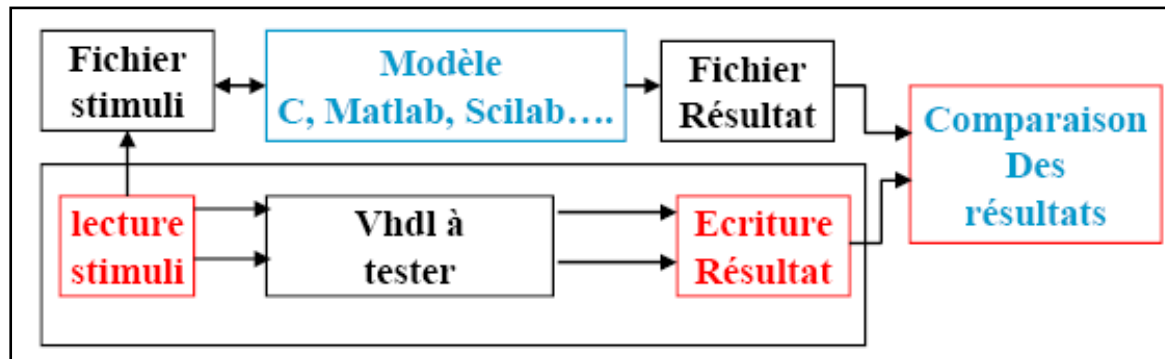 Fichier
stimuli
Modèle
C, Matlab, Scilab….
Fichier
Résultat
Comparaison
Des
résultats
lecture
stimuli
Vhdl à
tester
Ecriture
Résultat